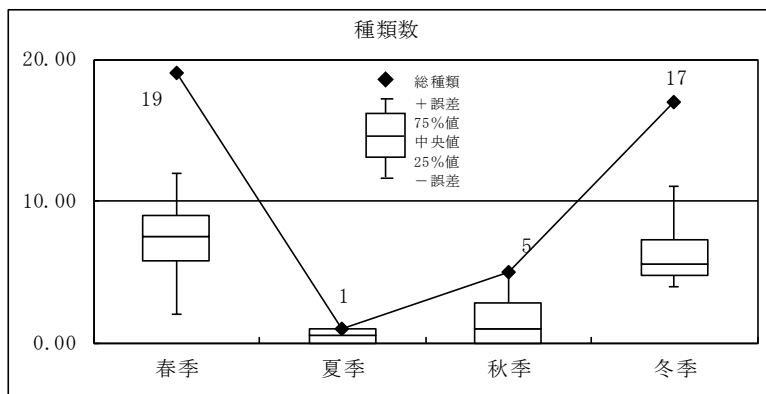 種類数
20.00
10.00
0.00
19
1
5
17
総種類
＋誤差
75%値
中央値
25%値
－誤差
春季
夏季
秋季
冬季